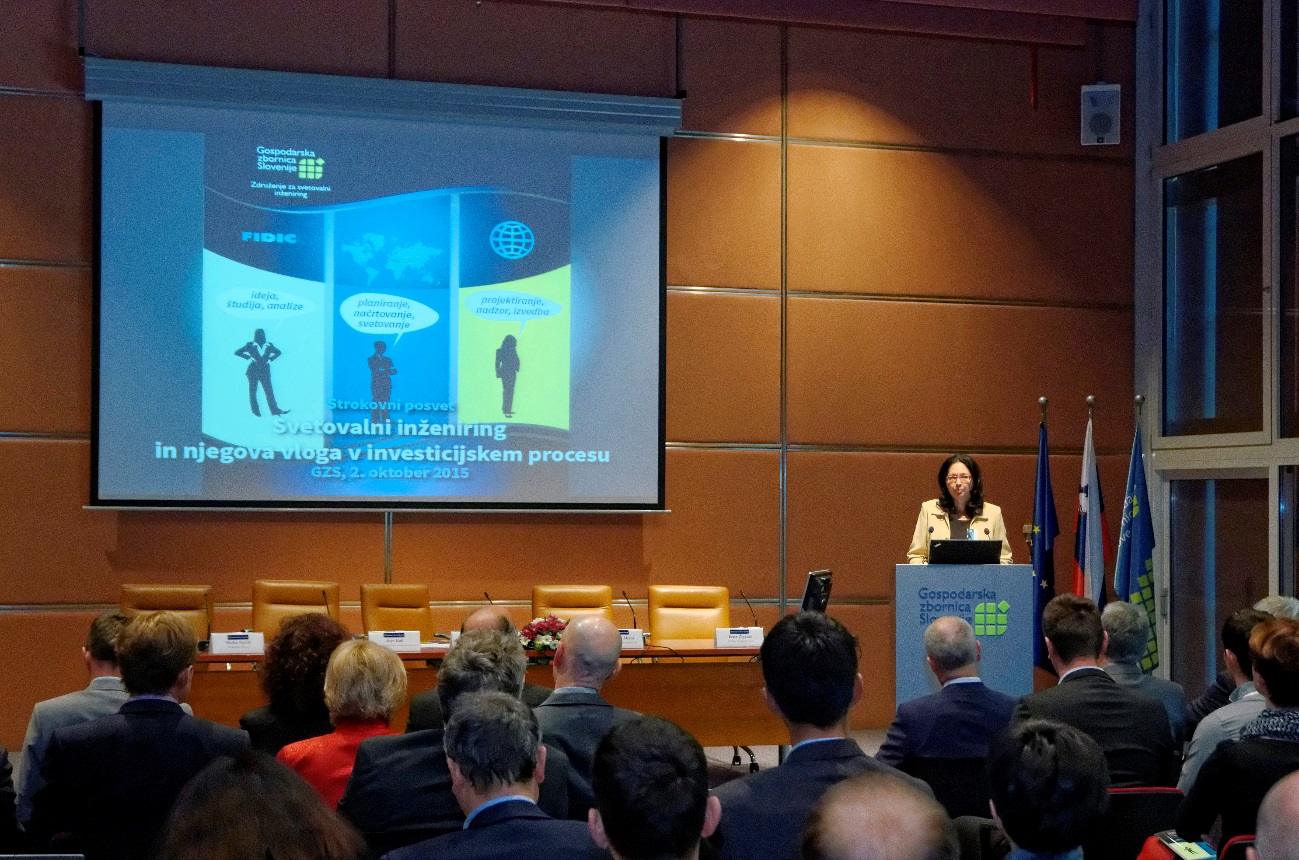 Gospodarska
zbornica
Slovenije
Združenje za svetovalni
inženiring
FIDIC
ideja,
študija, analize
planiranje,
načrtovanje,
svetovanje
projektiranje,
nadzor, izvedba
Strokovni posvet
Svetovalni inženiring
in njegova vloga v investicijskem procesu
GZS, 2. oktober 2015
Gospodarska
zbornica